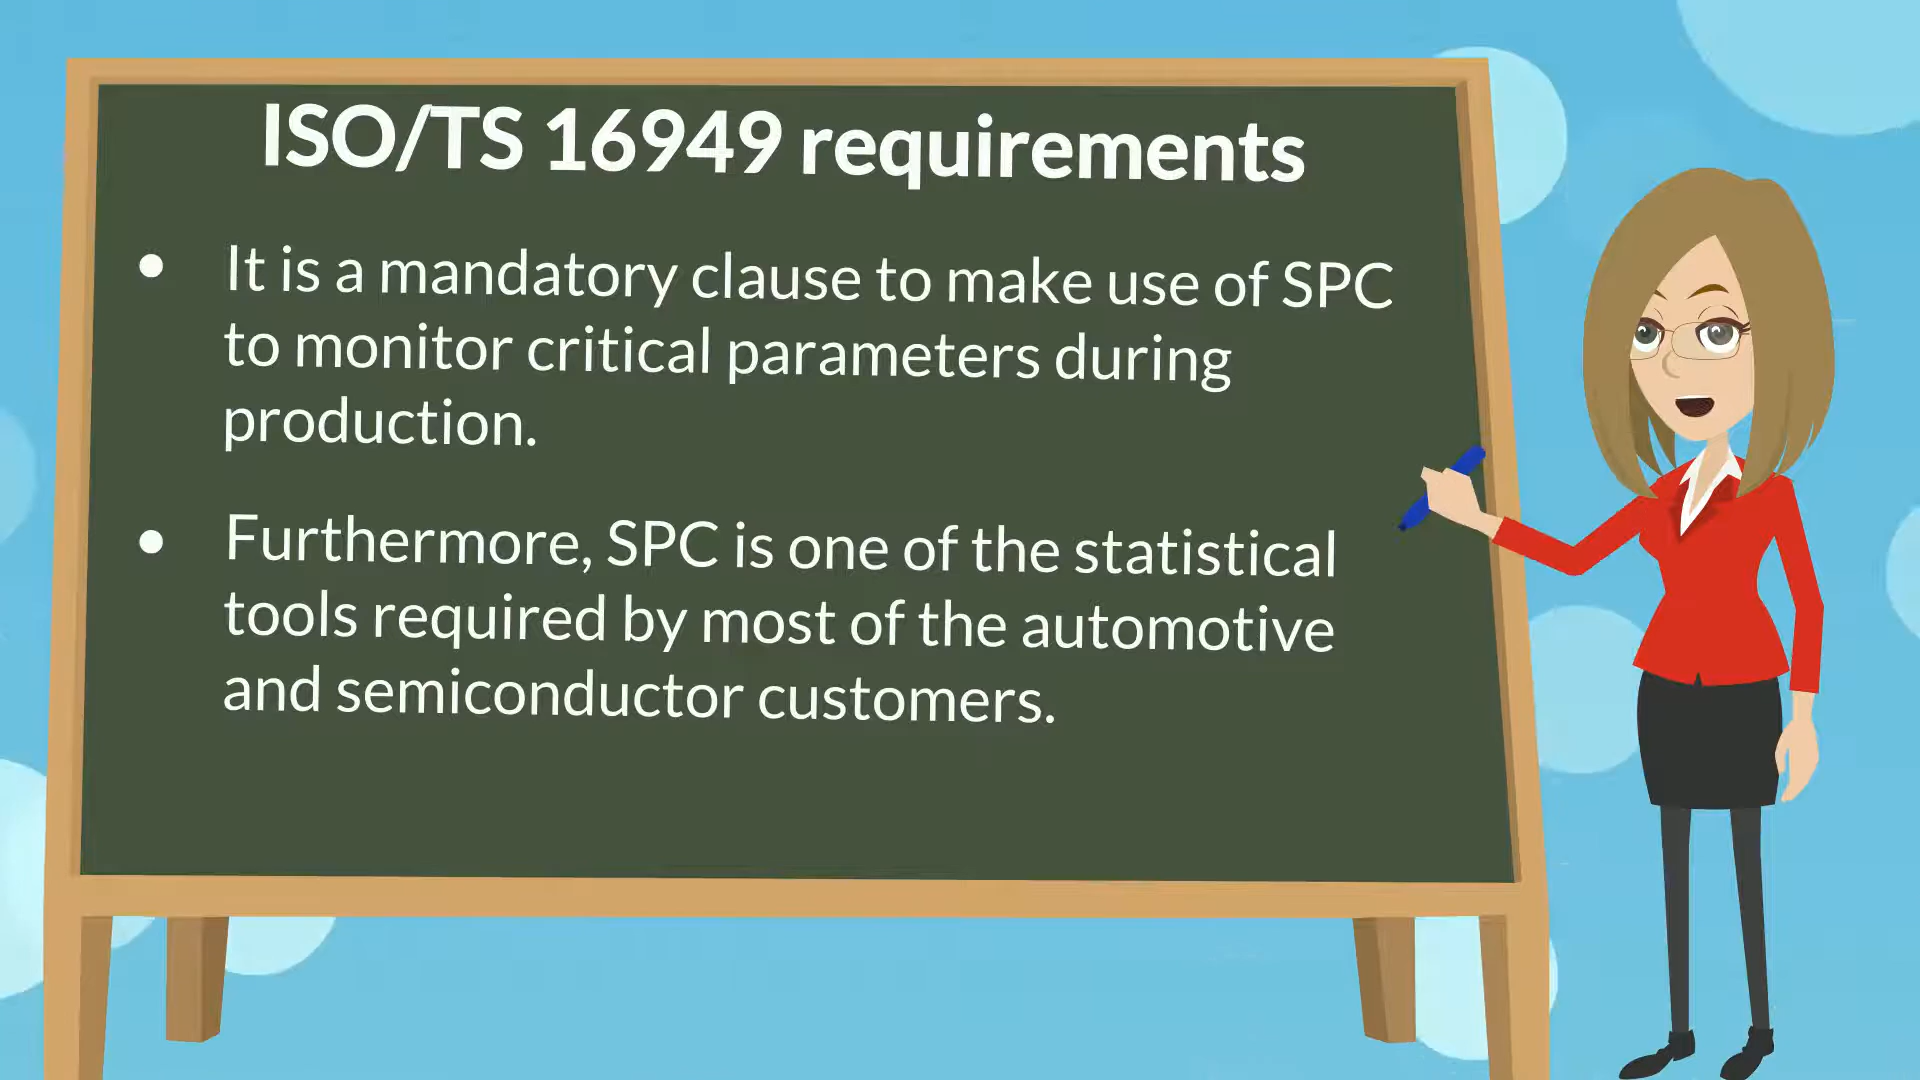 ISO/TS 16949 requirements
• It is a mandatory clause to make use of SPC
to monitor critical parameters during
production.
• Furthermore, SPC is one of the statistical
tools required by most of the automotive
and semiconductor customers.